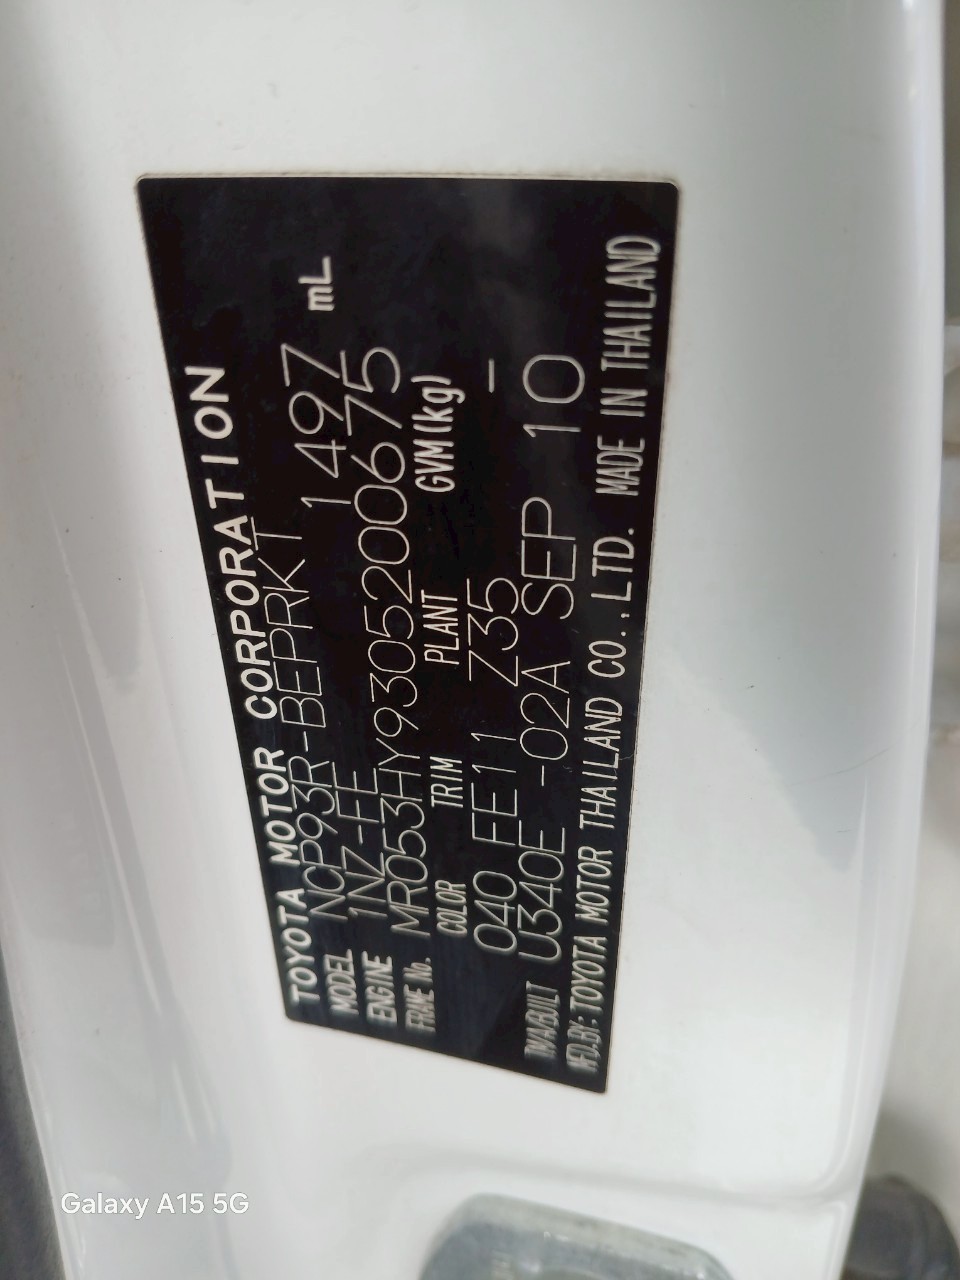 TOYOTA MOTOR CORPORATION
MODEL NCP93R-BEPRKT 1497 mL
ENGINE 1NZ-FE
FRAME No. MR053HY9305200675
COLOR TRIM PLANT GVM(kg)
040 FE11 Z35 -
T/A/BUILT U340E -02A SEP 10
MFD.BY: TOYOTA MOTOR THAILAND CO.,LTD. MADE IN THAILAND
Galaxy A15 5G